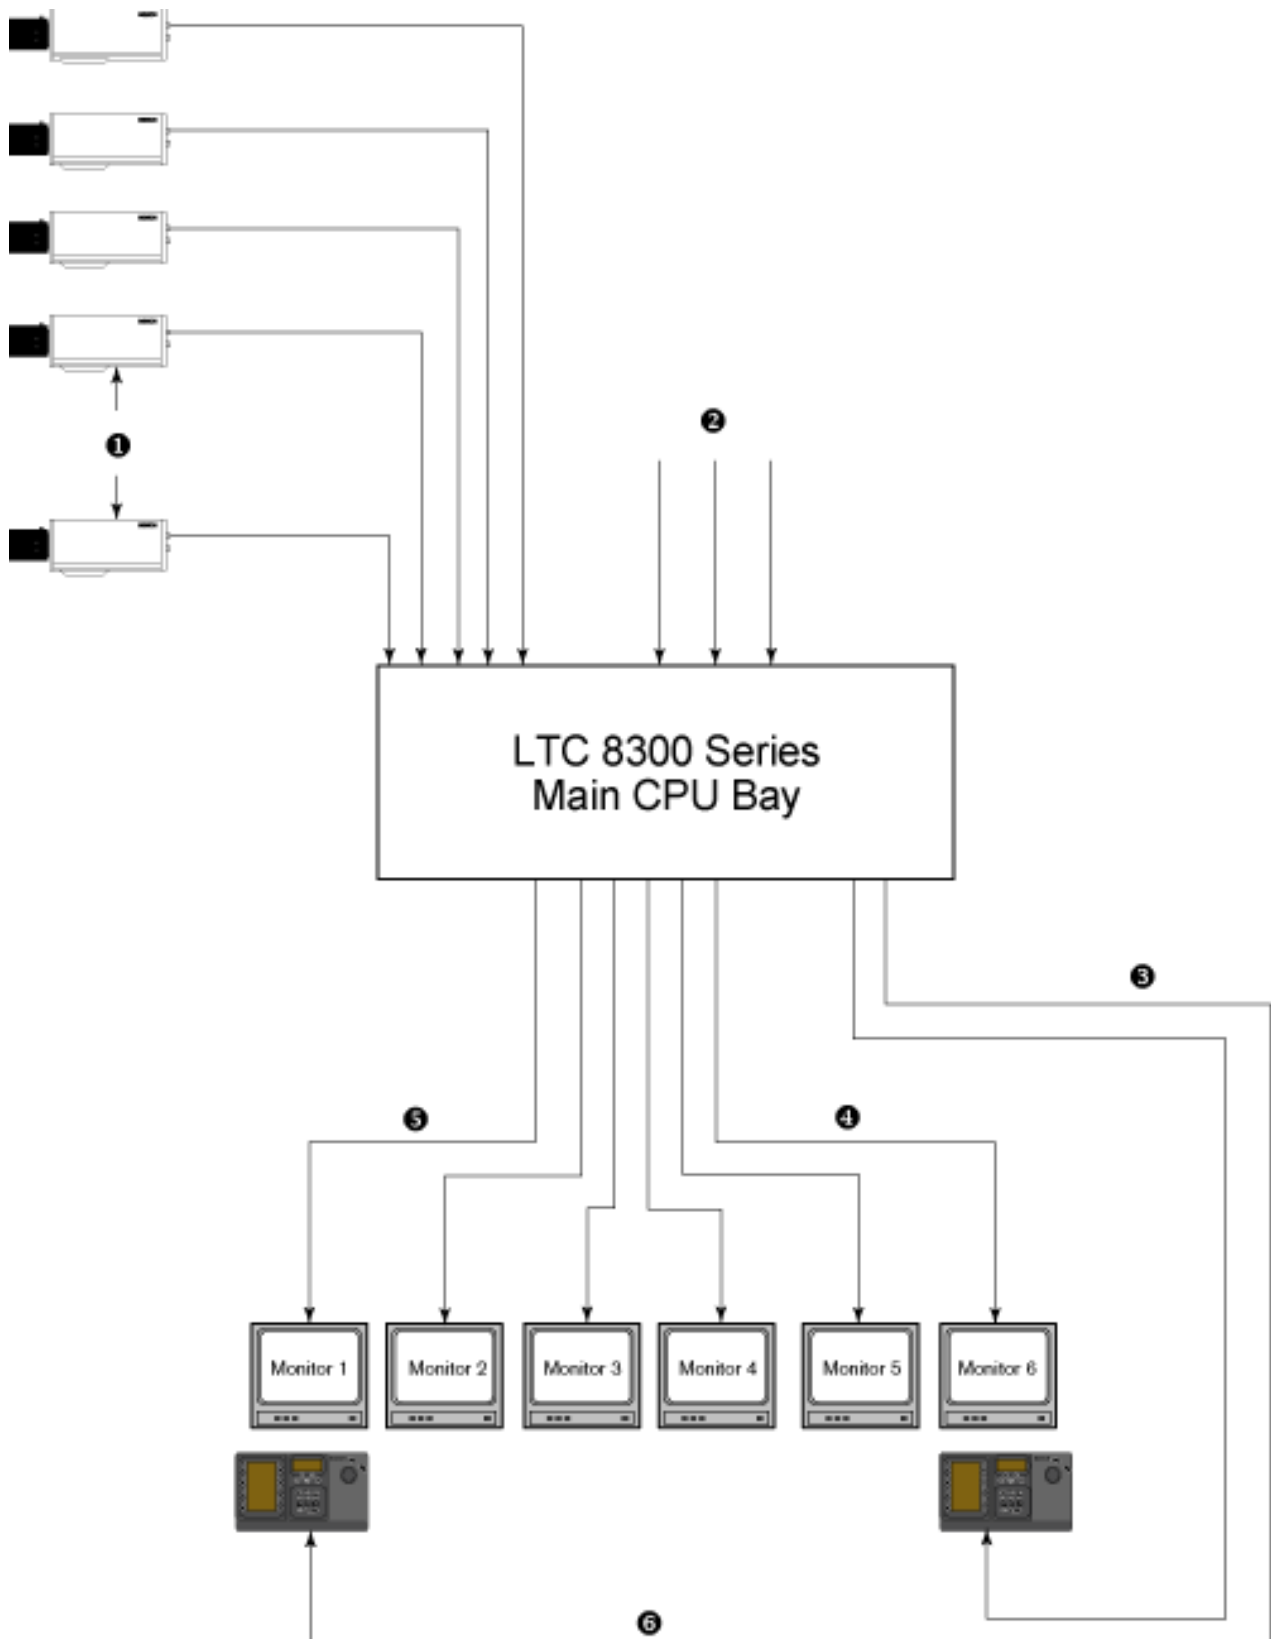 ❶
❷
LTC 8300 Series
Main CPU Bay
❸
❺
❹
Monitor 1
Monitor 2
Monitor 3
Monitor 4
Monitor 5
Monitor 6
❻